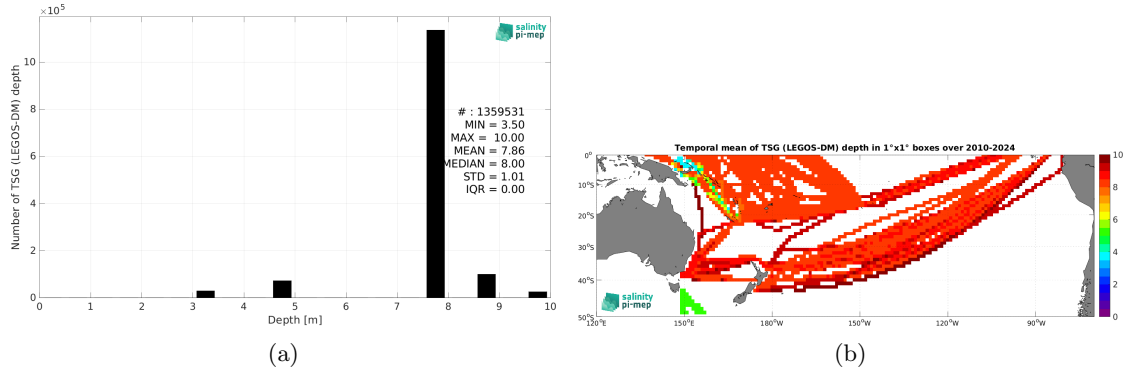 ×10⁵
salinity
pi-mep
10
8
6
4
2
0
Number of TSG (LEGOS-DM) depth
# : 1359531
MIN = 3.50
MAX = 10.00
MEAN = 7.86
MEDIAN = 8.00
STD = 1.01
IQR = 0.00
0 1 2 3 4 5 6 7 8 9 10
Depth [m]
(a)
Temporal mean of TSG (LEGOS-DM) depth in 1°x1° boxes over 2010-2024
0°
10°S
20°S
30°S
40°S
50°S
120°E 150°E 180°W 150°W 120°W 90°W
salinity
pi-mep
10
8
6
4
2
0
(b)